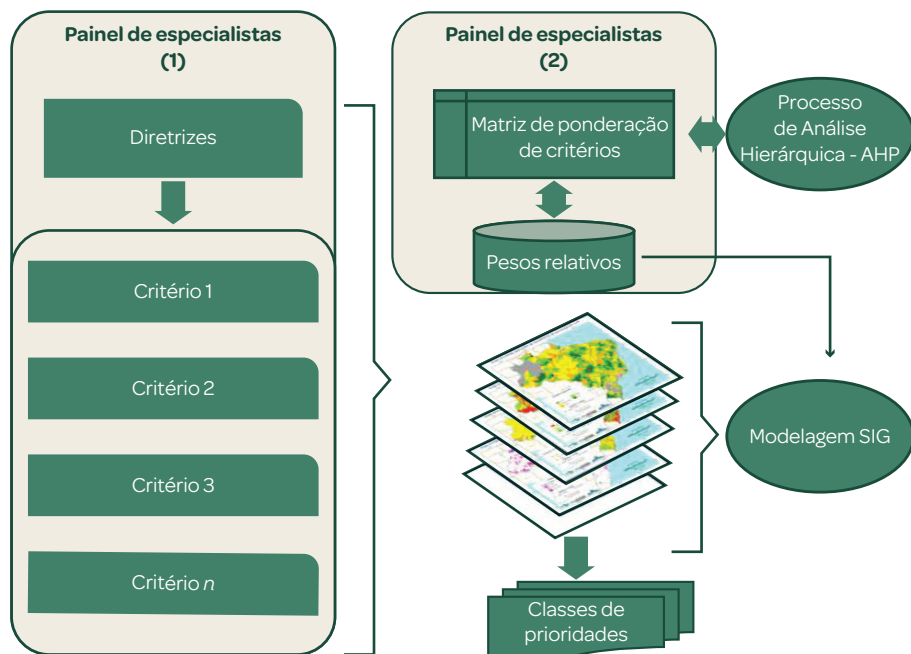 Painel de especialistas
(1)
Diretrizes
Critério 1
Critério 2
Critério 3
Critério n
Painel de especialistas
(2)
Matriz de ponderação
de critérios
Pesos relativos
Processo
de Análise
Hierárquica - AHP
Modelagem SIG
Classes de
prioridades